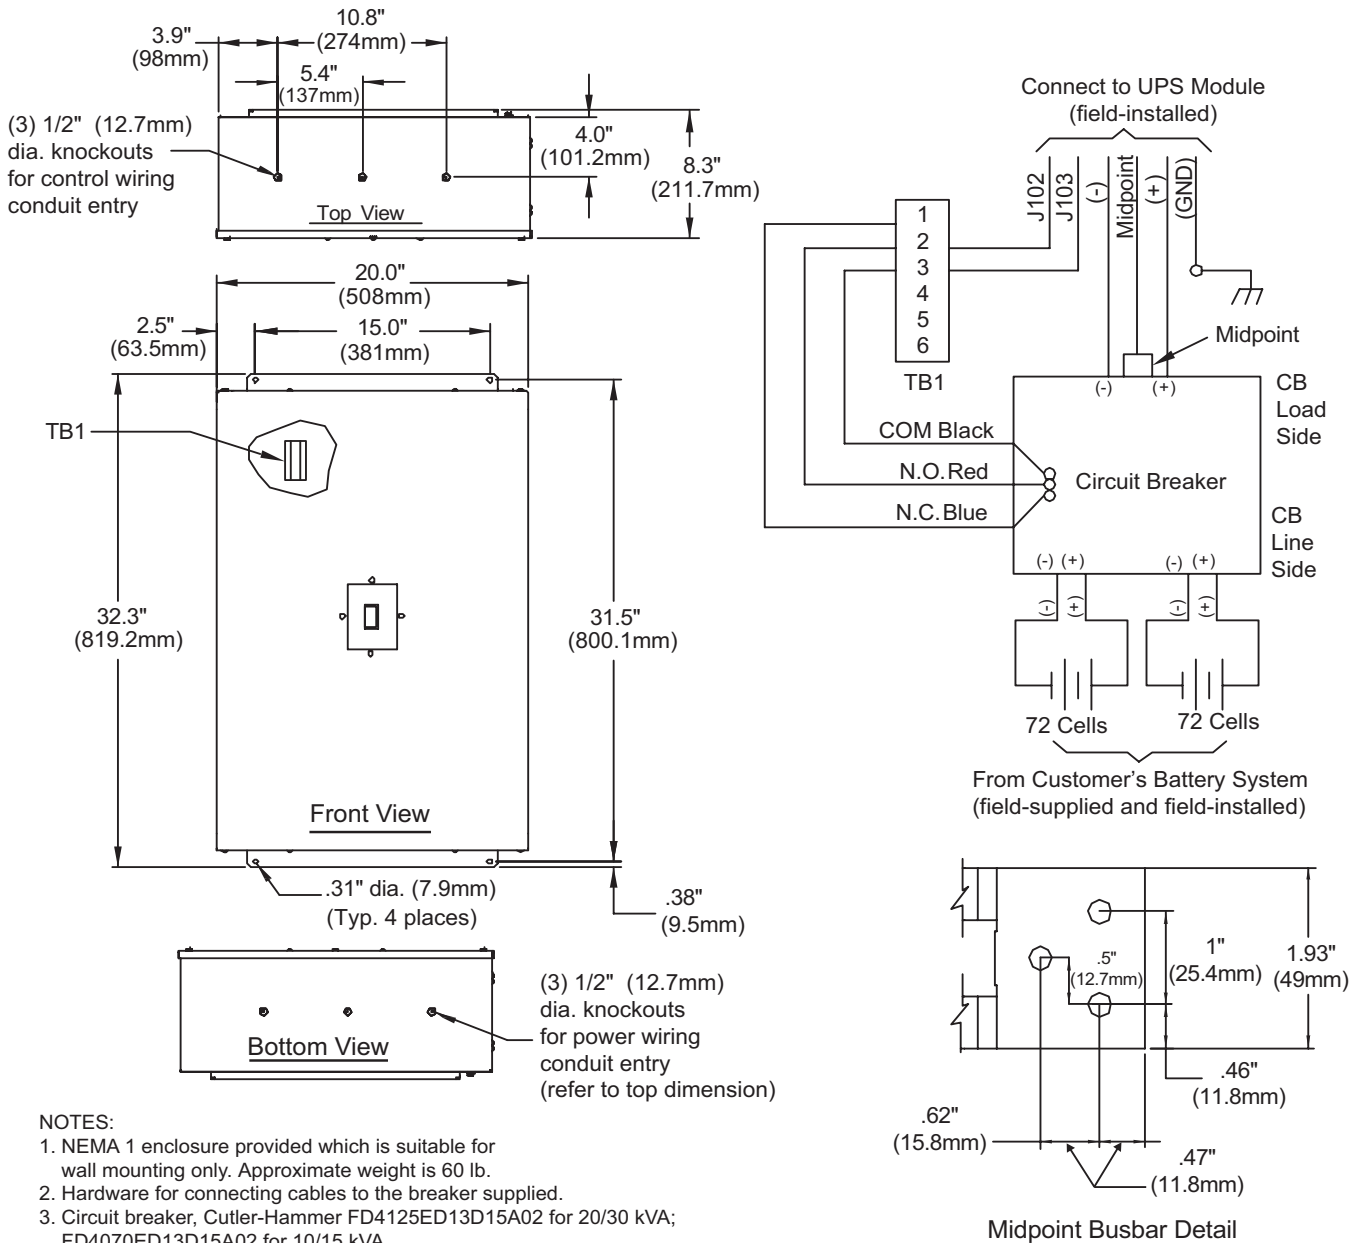 3.9"
(98mm)
10.8"
(274mm)
5.4"
(137mm)
(3) 1/2" (12.7mm)
dia. knockouts
for control wiring
conduit entry
4.0"
(101.2mm)
8.3"
(211.7mm)
Top View
20.0"
(508mm)
2.5"
(63.5mm)
15.0"
(381mm)
TB1
32.3"
(819.2mm)
31.5"
(800.1mm)
Front View
.31" dia. (7.9mm)
(Typ. 4 places)
.38"
(9.5mm)
Bottom View
(3) 1/2" (12.7mm)
dia. knockouts
for power wiring
conduit entry
(refer to top dimension)
NOTES:
1. NEMA 1 enclosure provided which is suitable for
wall mounting only. Approximate weight is 60 lb.
2. Hardware for connecting cables to the breaker supplied.
3. Circuit breaker, Cutler-Hammer FD4125ED13D15A02 for 20/30 kVA;
FD4070ED13D15A02 for 10/15 kVA
Connect to UPS Module
(field-installed)
J102
J103
(-)
Midpoint
(+)
(GND)
1
2
3
4
5
6
TB1
Midpoint
(-)
(+)
CB
Load
Side
COM Black
N.O. Red
N.C. Blue
Circuit Breaker
CB
Line
Side
(-) (+)
(-) (+)
(-)
(+)
(-)
(+)
72 Cells
72 Cells
From Customer's Battery System
(field-supplied and field-installed)
.5"
(12.7mm)
1"
(25.4mm)
1.93"
(49mm)
.46"
(11.8mm)
.62"
(15.8mm)
.47"
(11.8mm)
Midpoint Busbar Detail